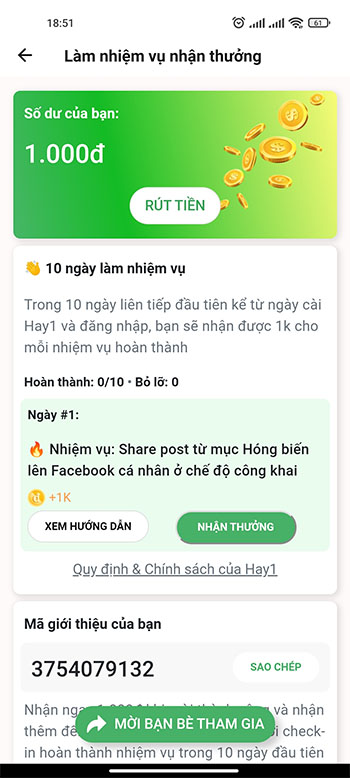 18:51
61
Làm nhiệm vụ nhận thưởng
Số dư của bạn:
1.000đ
RÚT TIỀN
👋 10 ngày làm nhiệm vụ
Trong 10 ngày liên tiếp đầu tiên kể từ ngày cài
Hay1 và đăng nhập, bạn sẽ nhận được 1k cho
mỗi nhiệm vụ hoàn thành
Hoàn thành: 0/10 • Bỏ lỡ: 0
Ngày #1:
🔥 Nhiệm vụ: Share post từ mục Hóng biến
lên Facebook cá nhân ở chế độ công khai
+1K
XEM HƯỚNG DẪN
NHẬN THƯỞNG
Quy định & Chính sách của Hay1
Mã giới thiệu của bạn
3754079132
SAO CHÉP
MỜI BẠN BÈ THAM GIA
và nhận
thêm
check-
in hoàn thành nhiệm vụ trong 10 ngày đầu tiên